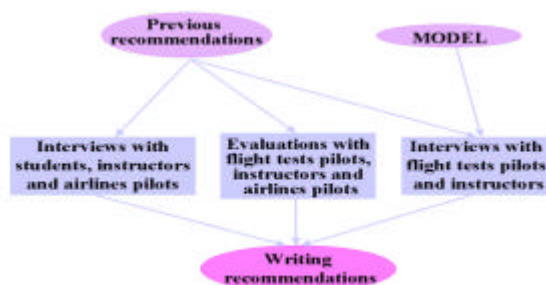 Previous
recommendations
MODEL
Interviews with
students, instructors
and airlines pilots
Evaluations with
flight tests pilots,
instructors and
airlines pilots
Interviews with
flight tests pilots
and instructors
Writing
recommendations